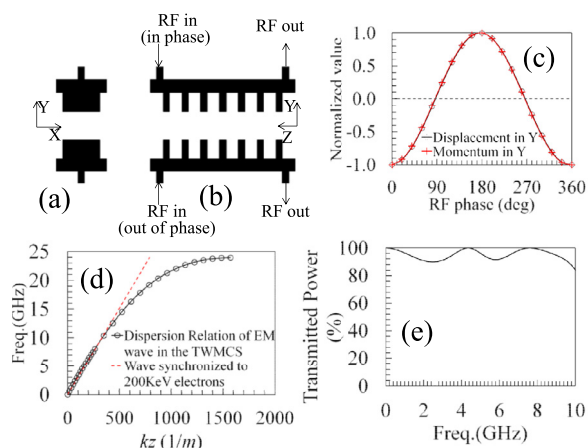 RF in
(in phase)
RF out
Y
X
(a)
Y
Z
(b)
RF in
(out of phase)
RF out
Normalized value
1.0
0.5
0.0
-0.5
-1.0
(c)
Displacement in Y
Momentum in Y
0 90 180 270 360
RF phase (deg)
Freq.(GHz)
25
20
15
10
5
0
(d)
Dispersion Relation of EM
wave in the TWMCS
Wave synchronized to
200KeV electrons
0 500 1000 1500 2000
kz (1/m)
Transmitted Power
(%)
100
80
60
40
20
0
(e)
0 2 4 6 8 10
Freq.(GHz)